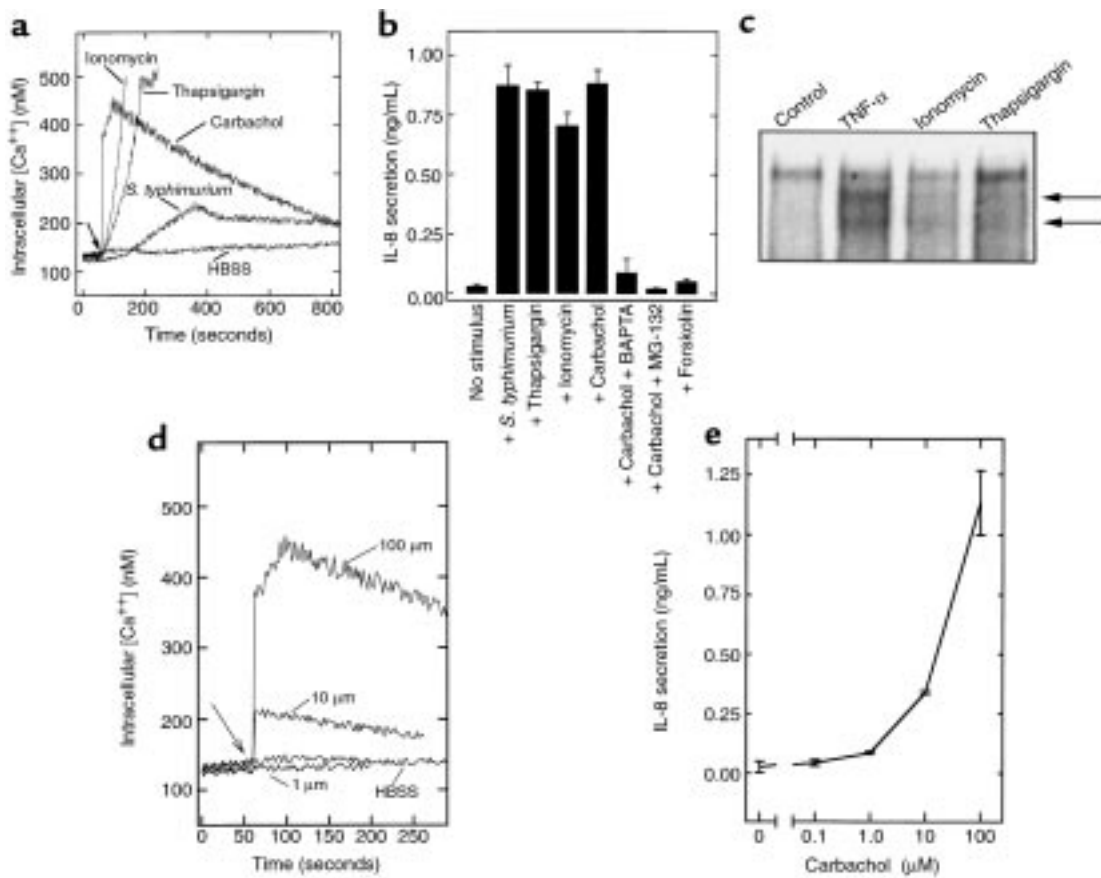 a
Intracellular [Ca++] (nM)
500
400
300
200
100
Ionomycin
Thapsigargin
Carbachol
S. typhimurium
HBSS
0 200 400 600 800
Time (seconds)
b
IL-8 secretion (ng/mL)
1.00
0.75
0.50
0.25
0.00
No stimulus
+ S. typhimurium
+ Thapsigargin
+ Ionomycin
+ Carbachol
+ Carbachol + BAPTA
+ Carbachol + MG-132
+ Forskolin
c
Control
TNF-α
Ionomycin
Thapsigargin
d
Intracellular [Ca++] (nM)
500
400
300
200
100
100 μm
10 μm
1 μm
HBSS
0 50 100 150 200 250
Time (seconds)
e
IL-8 secretion (ng/mL)
1.25
1.00
0.75
0.50
0.25
0.00
0 0.1 1.0 10 100
Carbachol (μM)